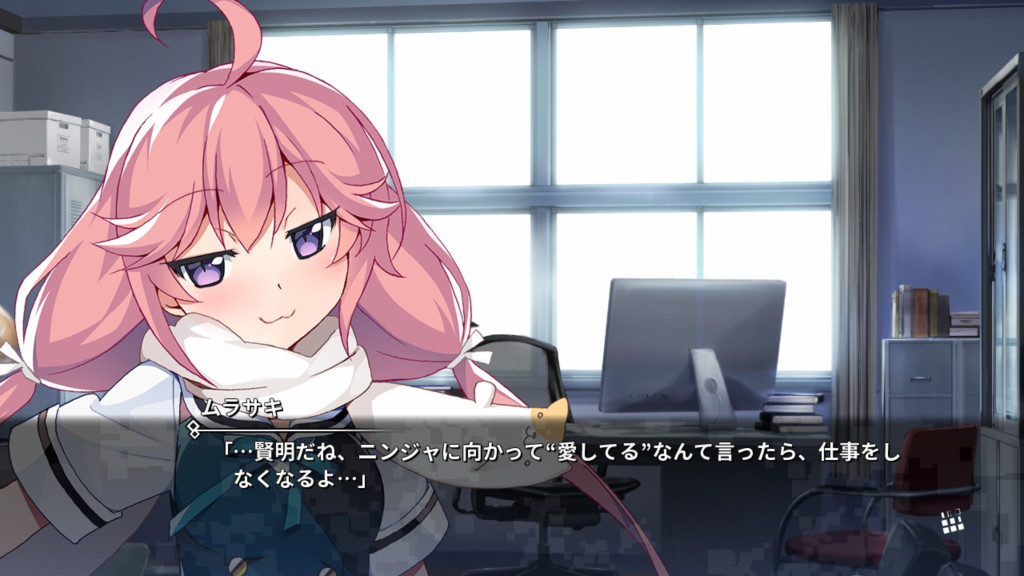 ムラサキ
「…賢明だね、ニンジャに向かって“愛してる”なんて言ったら、仕事をし
なくなるよ…」